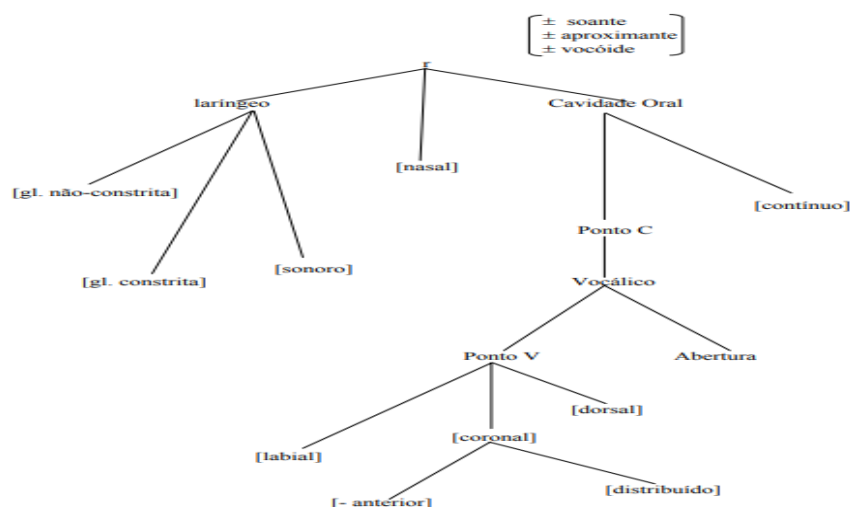 ± soante
± aproximante
± vocóide
r
laríngeo
Cavidade Oral
[nasal]
[gl. não-constrita]
[contínuo]
Ponto C
[sonoro]
[gl. constrita]
Vocálico
Ponto V
Abertura
[dorsal]
[coronal]
[labial]
[distribuído]
[- anterior]